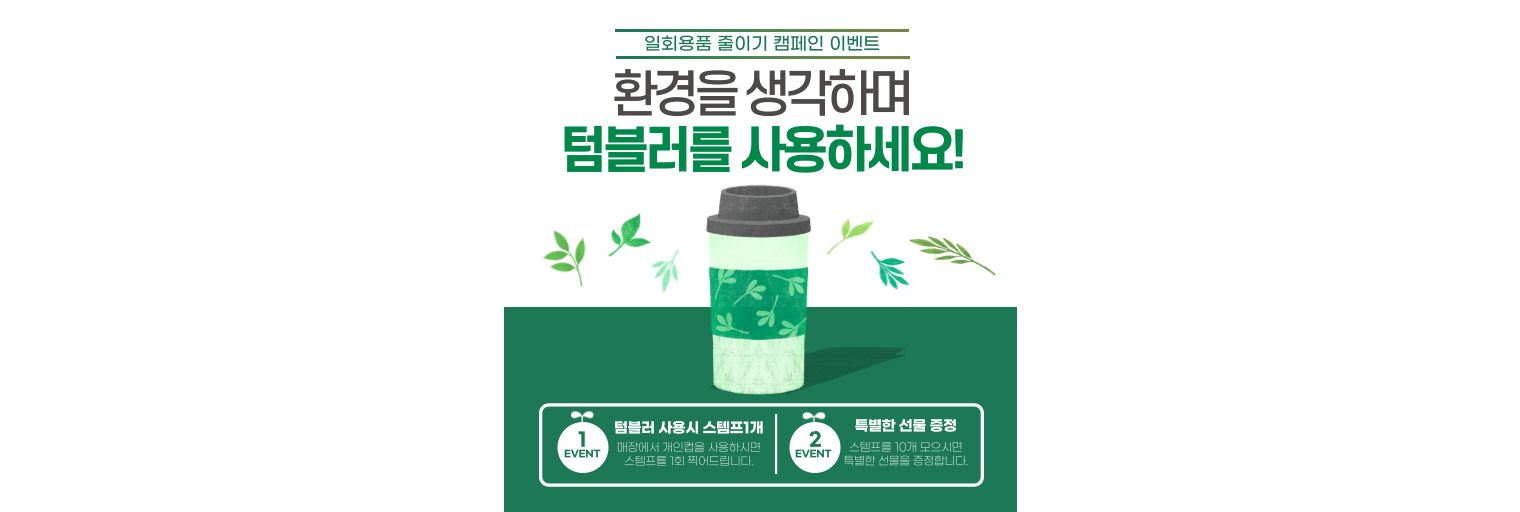 일회용품 줄이기 캠페인 이벤트
환경을 생각하며
텀블러를 사용하세요!
1
EVENT
텀블러 사용시 스템프1개
매장에서 개인컵을 사용하시면
스템프를 1회 찍어드립니다.
2
EVENT
특별한 선물 증정
스템프를 10개 모으시면
특별한 선물을 증정합니다.